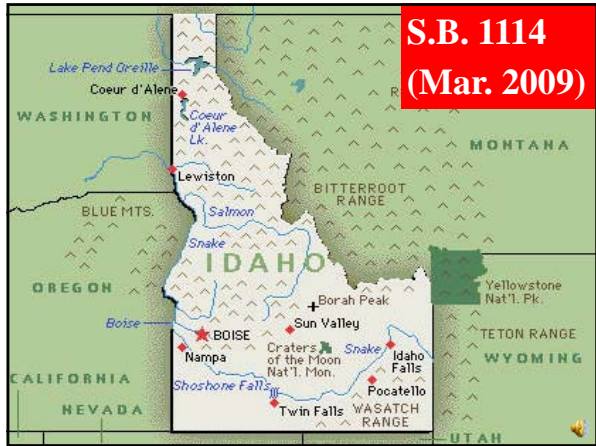 S.B. 1114
(Mar. 2009)
Lake Pend Oreille
Coeur d'Alene
WASHINGTON
Coeur
d'Alene
Lk.
R
MONTANA
Lewiston
BITTERROOT
RANGE
BLUE MTS.
Salmon
Snake
IDAHO
OREGON
Yellowstone
Nat'l. Pk.
Borah Peak
Boise
BOISE
Sun Valley
TETON RANGE
Nampa
Craters
of the Moon
Nat'l. Mon.
Snake
Idaho
Falls
WYOMING
CALIFORNIA
Shoshone Falls
Pocatello
NEVADA
Twin Falls
WASATCH
RANGE
UTAH